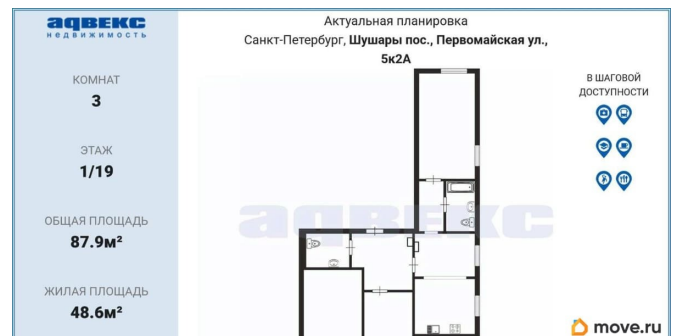 адвекс
НЕДВИЖИМОСТЬ
КОМНАТ
3
ЭТАЖ
1/19
ОБЩАЯ ПЛОЩАДЬ
87.9м²
ЖИЛАЯ ПЛОЩАДЬ
48.6м²
Актуальная планировка
Санкт-Петербург, Шушары пос., Первомайская ул.,
5к2А
В ШАГОВОЙ
ДОСТУПНОСТИ
адвекс
move.ru